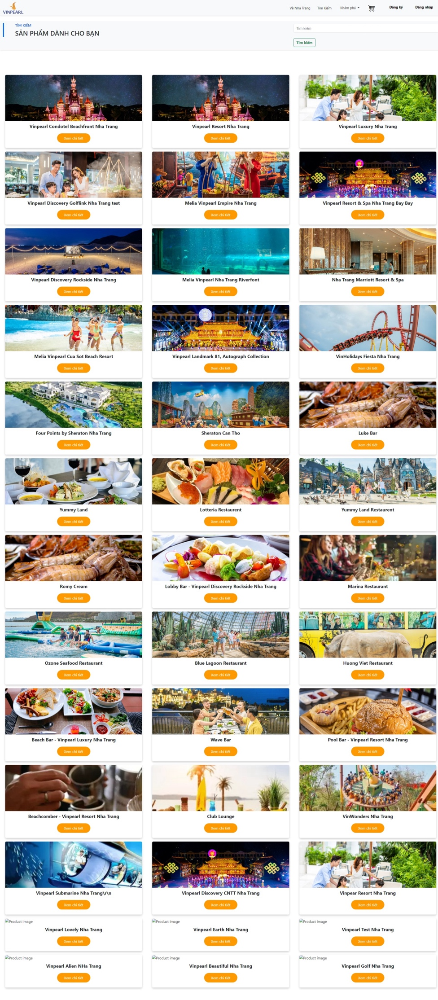 VINPEARL
Về Nha Trang
Tìm Kiếm
Khám phá
Đăng ký
Đăng nhập
TÌM KIẾM
SẢN PHẨM DÀNH CHO BẠN
Tìm kiếm
Tìm kiếm
Vinpearl Condotel Beachfront Nha Trang
Vinpearl Resort Nha Trang
Vinpearl Luxury Nha Trang
Xem chi tiết
Xem chi tiết
Xem chi tiết
Vinpearl Discovery Golflink Nha Trang test
Melia Vinpearl Empire Nha Trang
Vinpearl Resort & Spa Nha Trang Bay Bay
Xem chi tiết
Xem chi tiết
Xem chi tiết
Vinpearl Discovery Rockside Nha Trang
Melia Vinpearl Nha Trang Riverfont
Nha Trang Marriott Resort & Spa
Xem chi tiết
Xem chi tiết
Xem chi tiết
Melia Vinpearl Cua Sot Beach Resort
Vinpearl Landmark 81, Autograph Collection
VinHolidays Fiesta Nha Trang
Xem chi tiết
Xem chi tiết
Xem chi tiết
Four Points by Sheraton Nha Trang
Sheraton Can Tho
Luke Bar
Xem chi tiết
Xem chi tiết
Xem chi tiết
Yummy Land
Lotteria Restaurent
Yummy Land Restaurent
Xem chi tiết
Xem chi tiết
Xem chi tiết
Romy Cream
Lobby Bar - Vinpearl Discovery Rockside Nha Trang
Marina Restaurant
Xem chi tiết
Xem chi tiết
Xem chi tiết
Ozone Seafood Restaurant
Blue Lagoon Restaurant
Huong Viet Restaurant
Xem chi tiết
Xem chi tiết
Xem chi tiết
Beach Bar - Vinpearl Luxury Nha Trang
Wave Bar
Pool Bar - Vinpearl Resort Nha Trang
Xem chi tiết
Xem chi tiết
Xem chi tiết
Beachcomber - Vinpearl Resort Nha Trang
Club Lounge
VinWonders Nha Trang
Xem chi tiết
Xem chi tiết
Xem chi tiết
Vinpearl Submarine Nha Trang\r\n
Vinpearl Discovery CNTT Nha Trang
Vinpear Resort Nha Trang
Xem chi tiết
Xem chi tiết
Xem chi tiết
Product image
Product image
Product image
Vinpearl Lovely Nha Trang
Vinpearl Earth Nha Trang
Vinpearl Test Nha Trang
Xem chi tiết
Xem chi tiết
Xem chi tiết
Product image
Product image
Product image
Vinpearl Alien NHa Trang
Vinpearl Beautiful Nha Trang
Vinpearl Golf Nha Trang
Xem chi tiết
Xem chi tiết
Xem chi tiết